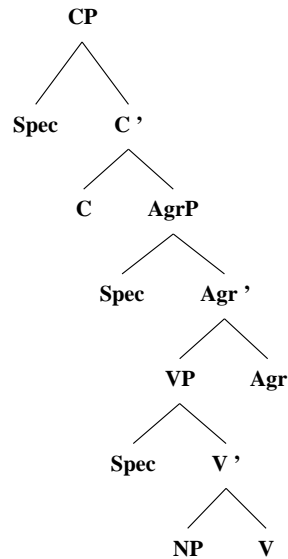 CP
Spec C ’
C AgrP
Spec Agr ’
VP Agr
Spec V ’
NP V